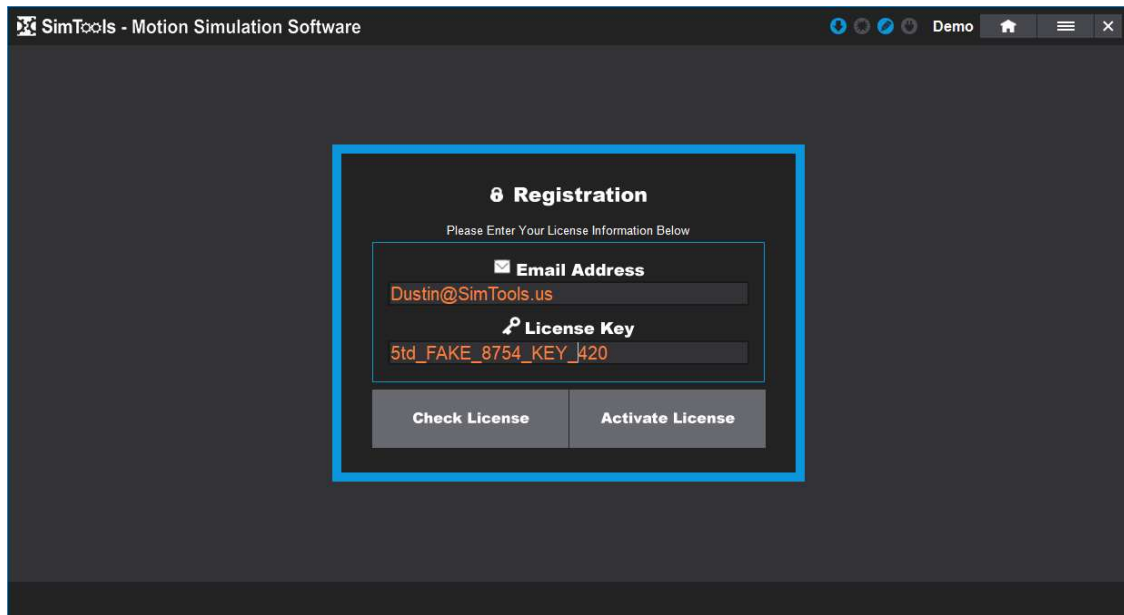 SimTools - Motion Simulation Software
Demo
Registration
Please Enter Your License Information Below
Email Address
Dustin@SimTools.us
License Key
5td_FAKE_8754_KEY_420
Check License
Activate License